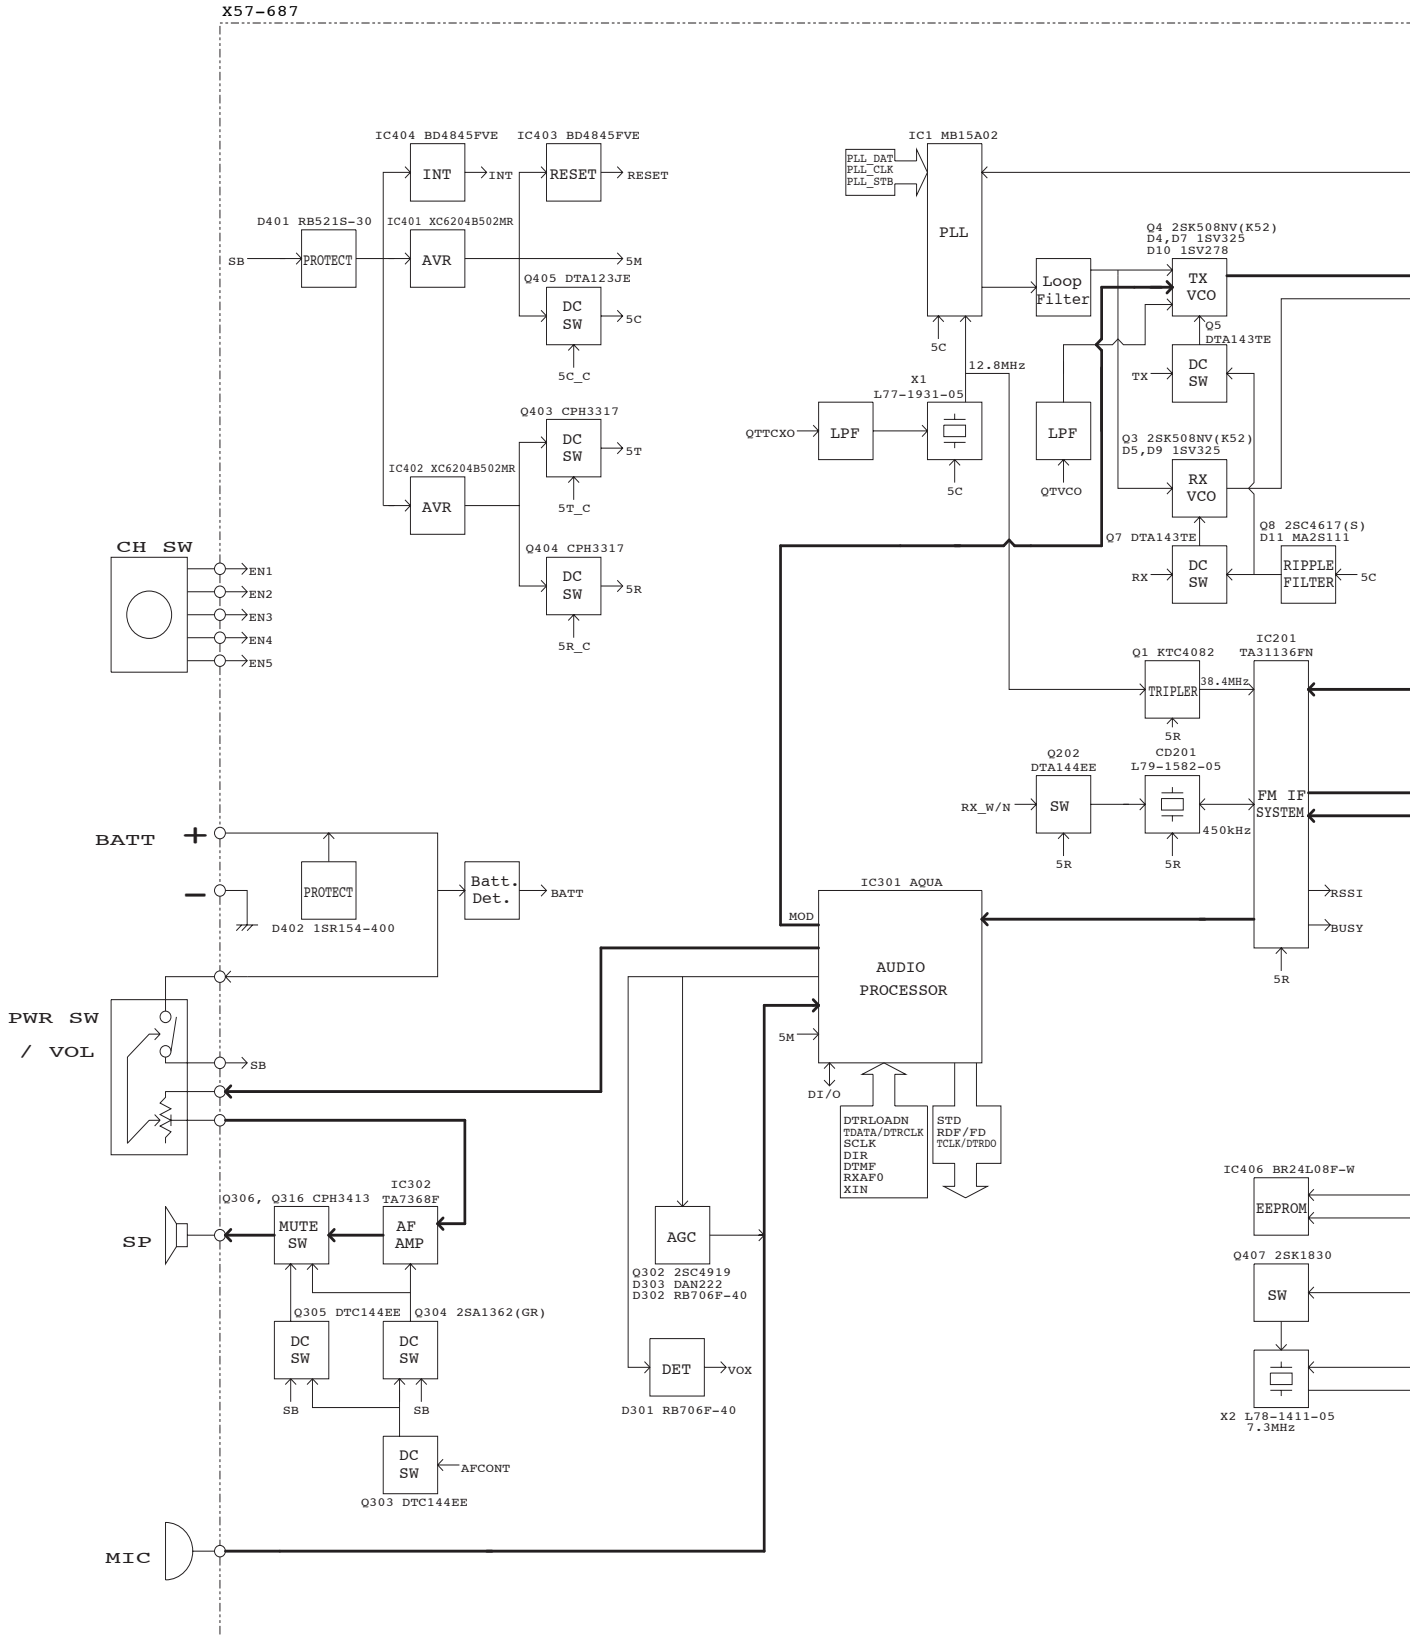 X57-687
IC404 BD4845FVE
INT
INT
IC403 BD4845FVE
RESET
RESET
D401 RB521S-30
SB
PROTECT
IC401 XC6204B502MR
AVR
5M
Q405 DTA123JE
DC
SW
5C
5C_C
Q403 CPH3317
DC
SW
5T
5T_C
IC402 XC6204B502MR
AVR
Q404 CPH3317
DC
SW
5R
5R_C
CH SW
EN1
EN2
EN3
EN4
EN5
IC1 MB15A02
PLL_DAT
PLL_CLK
PLL_STB
PLL
5C
12.8MHz
Loop
Filter
Q4 2SK508NV(K52)
D4,D7 1SV325
D10 1SV278
TX
VCO
Q5
DTA143TE
TX
DC
SW
X1
L77-1931-05
QTTCXO
LPF
5C
LPF
QTVCO
Q3 2SK508NV(K52)
D5,D9 1SV325
RX
VCO
Q7 DTA143TE
RX
DC
SW
Q8 2SC4617(S)
D11 MA2S111
RIPPLE
FILTER
5C
IC201
TA31136FN
Q1 KTC4082
TRIPLER
38.4MHz
5R
Q202
DTA144EE
RX_W/N
SW
5R
CD201
L79-1582-05
450kHz
5R
FM IF
SYSTEM
RSSI
BUSY
5R
BATT
+
-
PROTECT
D402 1SR154-400
Batt.
Det.
BATT
IC301 AQUA
MOD
AUDIO
PROCESSOR
5M
DI/O
DTRLOADN
TDATA/DTRCLK
SCLK
DIR
DTMF
RXAF0
XIN
STD
RDF/FD
TCLK/DTRDO
PWR SW
/ VOL
SB
IC302
TA7368F
Q306, Q316 CPH3413
SP
MUTE
SW
AF
AMP
Q305 DTC144EE
Q304 2SA1362(GR)
DC
SW
DC
SW
SB
SB
DC
SW
AFCONT
Q303 DTC144EE
AGC
Q302 2SC4919
D303 DAN222
D302 RB706F-40
DET
VOX
D301 RB706F-40
IC406 BR24L08F-W
EEPROM
Q407 2SK1830
SW
X2 L78-1411-05
7.3MHz
MIC